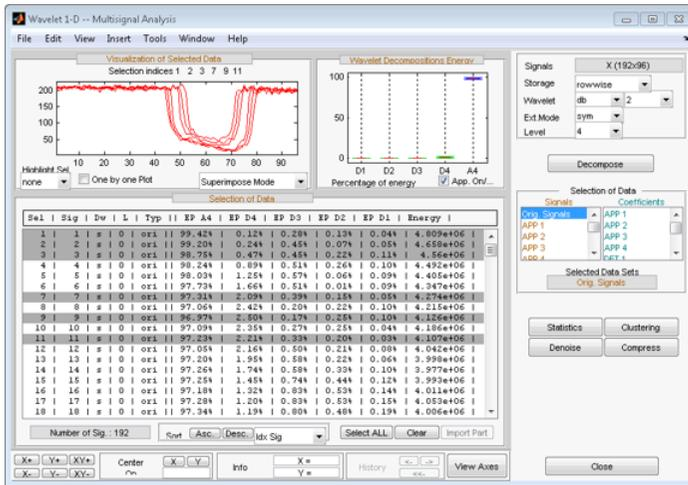 Wavelet 1-D -- Multisignal Analysis
File Edit View Insert Tools Window Help
Visualization of Selected Data
Selection indices 1 2 3 7 9 11
200
150
100
50
10 20 30 40 50 60 70 80 90
Highlight Sel
none
One by one Plot
Superimpose Mode
Wavelet Decompositions Energy
100
50
0
D1 D2 D3 D4 A4
Percentage of energy
App. On/...
Selection of Data
Sel | Sig | Dw | L | Typ || EP A4 | EP D4 | EP D3 | EP D2 | EP D1 | Energy |
1 | 1 | s | 0 | ori || 99.42% | 0.12% | 0.28% | 0.13% | 0.04% | 4.809e+06 |
2 | 2 | s | 0 | ori || 99.20% | 0.24% | 0.45% | 0.07% | 0.05% | 4.658e+06 |
3 | 3 | s | 0 | ori || 98.75% | 0.47% | 0.45% | 0.22% | 0.11% | 4.56e+06 |
4 | 4 | s | 0 | ori || 98.24% | 0.89% | 0.51% | 0.26% | 0.10% | 4.492e+06 |
5 | 5 | s | 0 | ori || 98.03% | 1.25% | 0.57% | 0.06% | 0.09% | 4.405e+06 |
6 | 6 | s | 0 | ori || 97.73% | 1.66% | 0.51% | 0.01% | 0.09% | 4.347e+06 |
7 | 7 | s | 0 | ori || 97.31% | 2.09% | 0.39% | 0.15% | 0.05% | 4.274e+06 |
8 | 8 | s | 0 | ori || 97.06% | 2.42% | 0.20% | 0.22% | 0.10% | 4.215e+06 |
9 | 9 | s | 0 | ori || 96.97% | 2.50% | 0.17% | 0.25% | 0.10% | 4.126e+06 |
10 | 10 | s | 0 | ori || 97.09% | 2.35% | 0.27% | 0.25% | 0.04% | 4.186e+06 |
11 | 11 | s | 0 | ori || 97.23% | 2.21% | 0.33% | 0.20% | 0.03% | 4.107e+06 |
12 | 12 | s | 0 | ori || 97.05% | 2.16% | 0.50% | 0.21% | 0.08% | 4.042e+06 |
13 | 13 | s | 0 | ori || 97.20% | 1.95% | 0.58% | 0.22% | 0.06% | 3.998e+06 |
14 | 14 | s | 0 | ori || 97.26% | 1.74% | 0.58% | 0.33% | 0.10% | 3.977e+06 |
15 | 15 | s | 0 | ori || 97.25% | 1.45% | 0.74% | 0.44% | 0.12% | 3.993e+06 |
16 | 16 | s | 0 | ori || 97.18% | 1.32% | 0.83% | 0.53% | 0.14% | 4.011e+06 |
17 | 17 | s | 0 | ori || 97.28% | 1.20% | 0.83% | 0.53% | 0.15% | 4.053e+06 |
18 | 18 | s | 0 | ori || 97.34% | 1.19% | 0.80% | 0.48% | 0.19% | 4.006e+06 |
Number of Sig. : 192
Sort Asc. Desc. Idx Sig
Select ALL Clear Import Part
X+ Y+ XY+
X- Y- XY-
Center On X Y
Info X = Y =
History <- -> <<-
View Axes
Signals X (192x96)
Storage rowwise
Wavelet db 2
Ext.Mode sym
Level 4
Decompose
Selection of Data
Signals Coefficients
Orig. Signals APP 1
APP 1 APP 2
APP 2 APP 3
APP 3 APP 4
Selected Data Sets
Orig. Signals
Statistics Clustering
Denoise Compress
Close